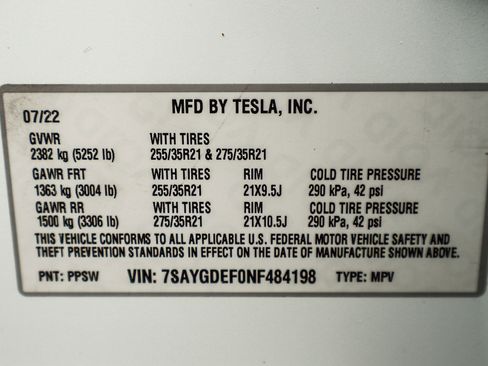 MFD BY TESLA, INC.
07/22
GVWR WITH TIRES
2382 kg (5252 lb) 255/35R21 & 275/35R21
GAWR FRT WITH TIRES RIM COLD TIRE PRESSURE
1363 kg (3004 lb) 255/35R21 21X9.5J 290 kPa, 42 psi
GAWR RR WITH TIRES RIM COLD TIRE PRESSURE
1500 kg (3306 lb) 275/35R21 21X10.5J 290 kPa, 42 psi
THIS VEHICLE CONFORMS TO ALL APPLICABLE U.S. FEDERAL MOTOR VEHICLE SAFETY AND
THEFT PREVENTION STANDARDS IN EFFECT ON THE DATE OF MANUFACTURE SHOWN ABOVE.
PNT: PPSW VIN: 7SAYGDEF0NF484198 TYPE: MPV